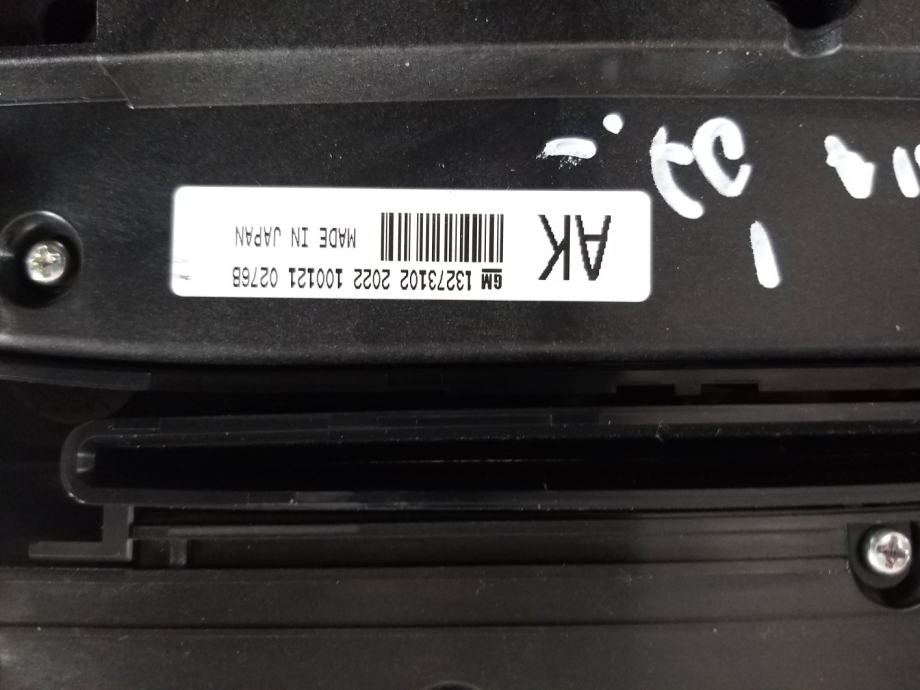 GM 13273102 2022 100121 0276B
AK
MADE IN JAPAN